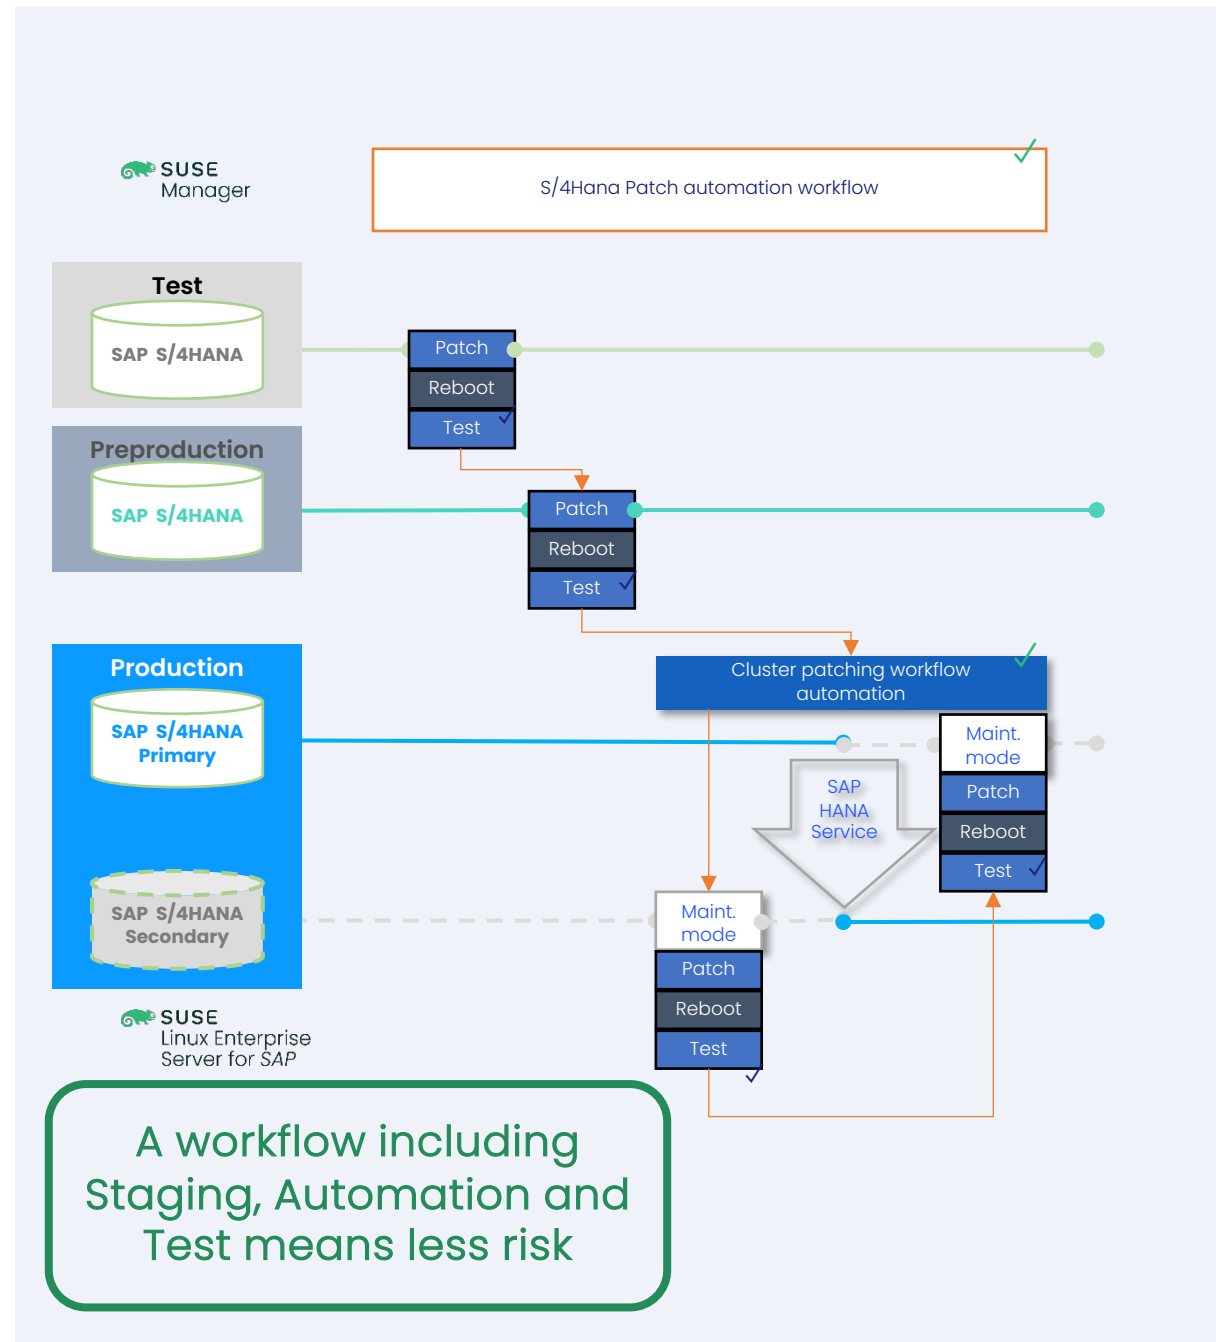 SUSE
Manager
S/4Hana Patch automation workflow
Test
SAP S/4HANA
Patch
Reboot
Test
Preproduction
SAP S/4HANA
Patch
Reboot
Test
Production
SAP S/4HANA
Primary
Cluster patching workflow
automation
Maint.
mode
Patch
Reboot
Test
SAP
HANA
Service
SAP S/4HANA
Secondary
Maint.
mode
Patch
Reboot
Test
SUSE
Linux Enterprise
Server for SAP
A workflow including
Staging, Automation and
Test means less risk